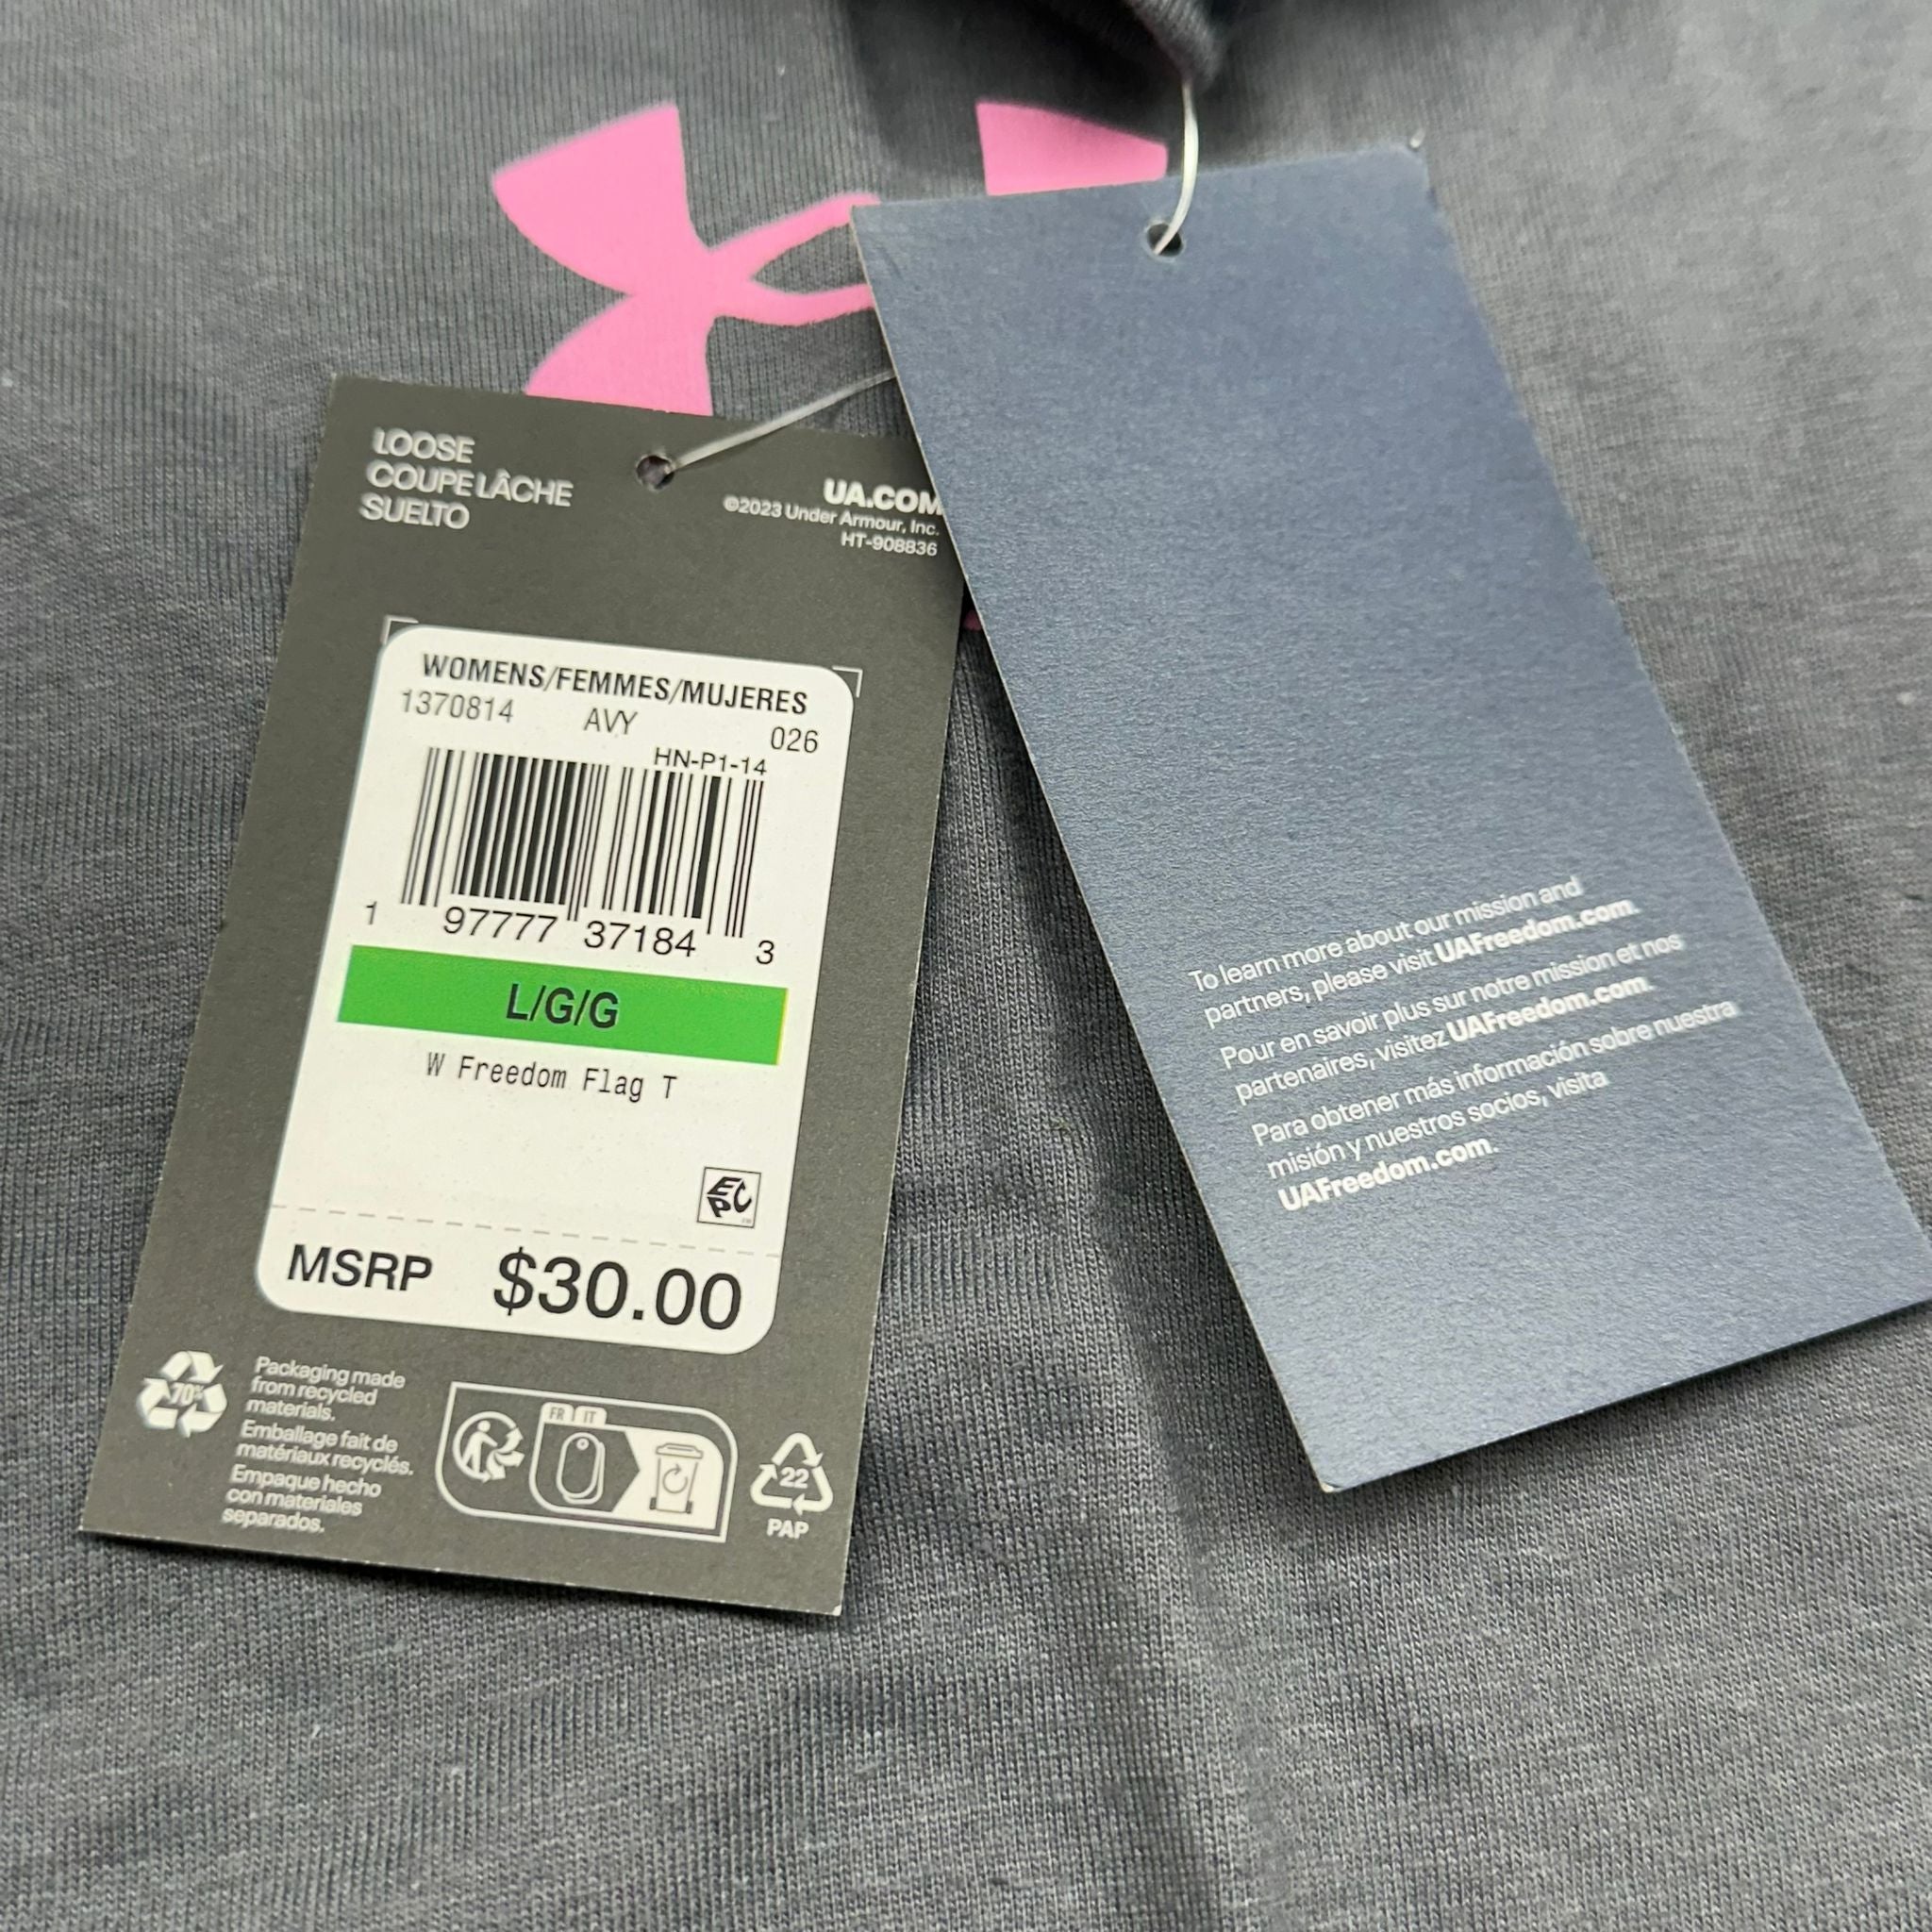 LOOSE
COUPE LÂCHE
SUELTO
UA.COM
©2023 Under Armour, Inc.
HT-908836
WOMENS/FEMMES/MUJERES
1370814 AVY 026
HN-P1-14
1 97777 37184 3
L/G/G
W Freedom Flag T
EPC
MSRP $30.00
70%
Packaging made
from recycled
materials.
Emballage fait de
matériaux recyclés.
Empaque hecho
con materiales
separados.
FR IT
22
PAP
To learn more about our mission and
partners, please visit UAFreedom.com.
Pour en savoir plus sur notre mission et nos
partenaires, visitez UAFreedom.com.
Para obtener más información sobre nuestra
misión y nuestros socios, visita
UAFreedom.com.